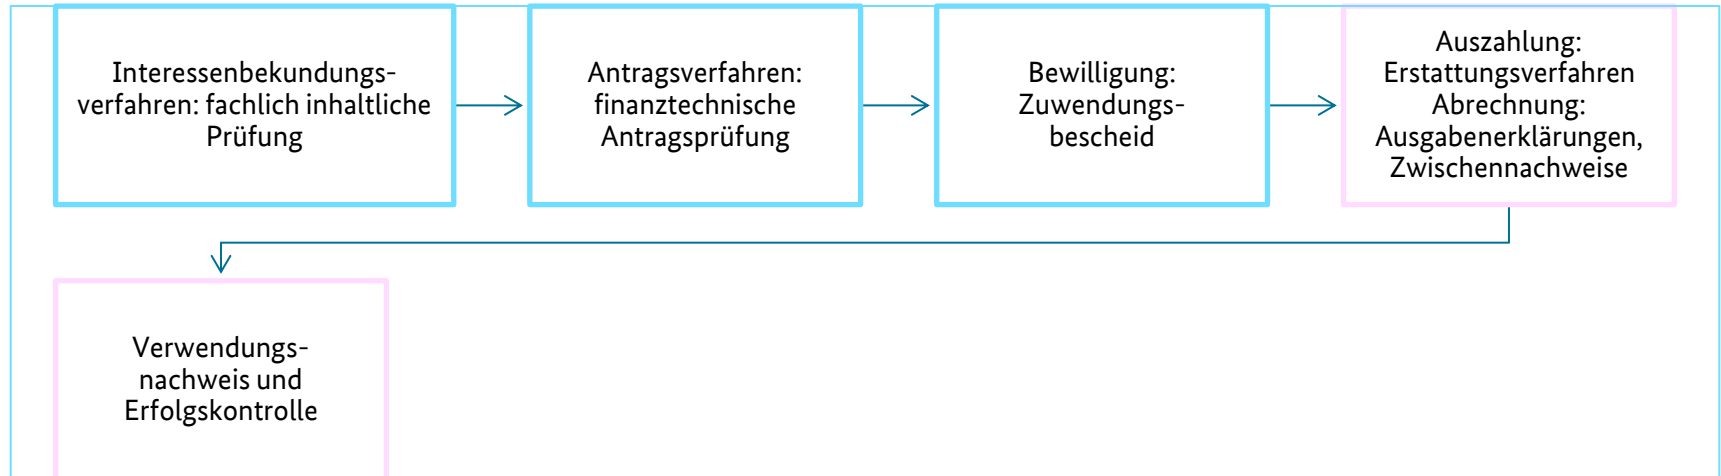 Interessenbekundungs-
verfahren: fachlich inhaltliche
Prüfung
Antragsverfahren:
finanztechnische
Antragsprüfung
Bewilligung:
Zuwendungs-
bescheid
Auszahlung:
Erstattungsverfahren
Abrechnung:
Ausgabenerklärungen,
Zwischennachweise
Verwendungs-
nachweis und
Erfolgskontrolle